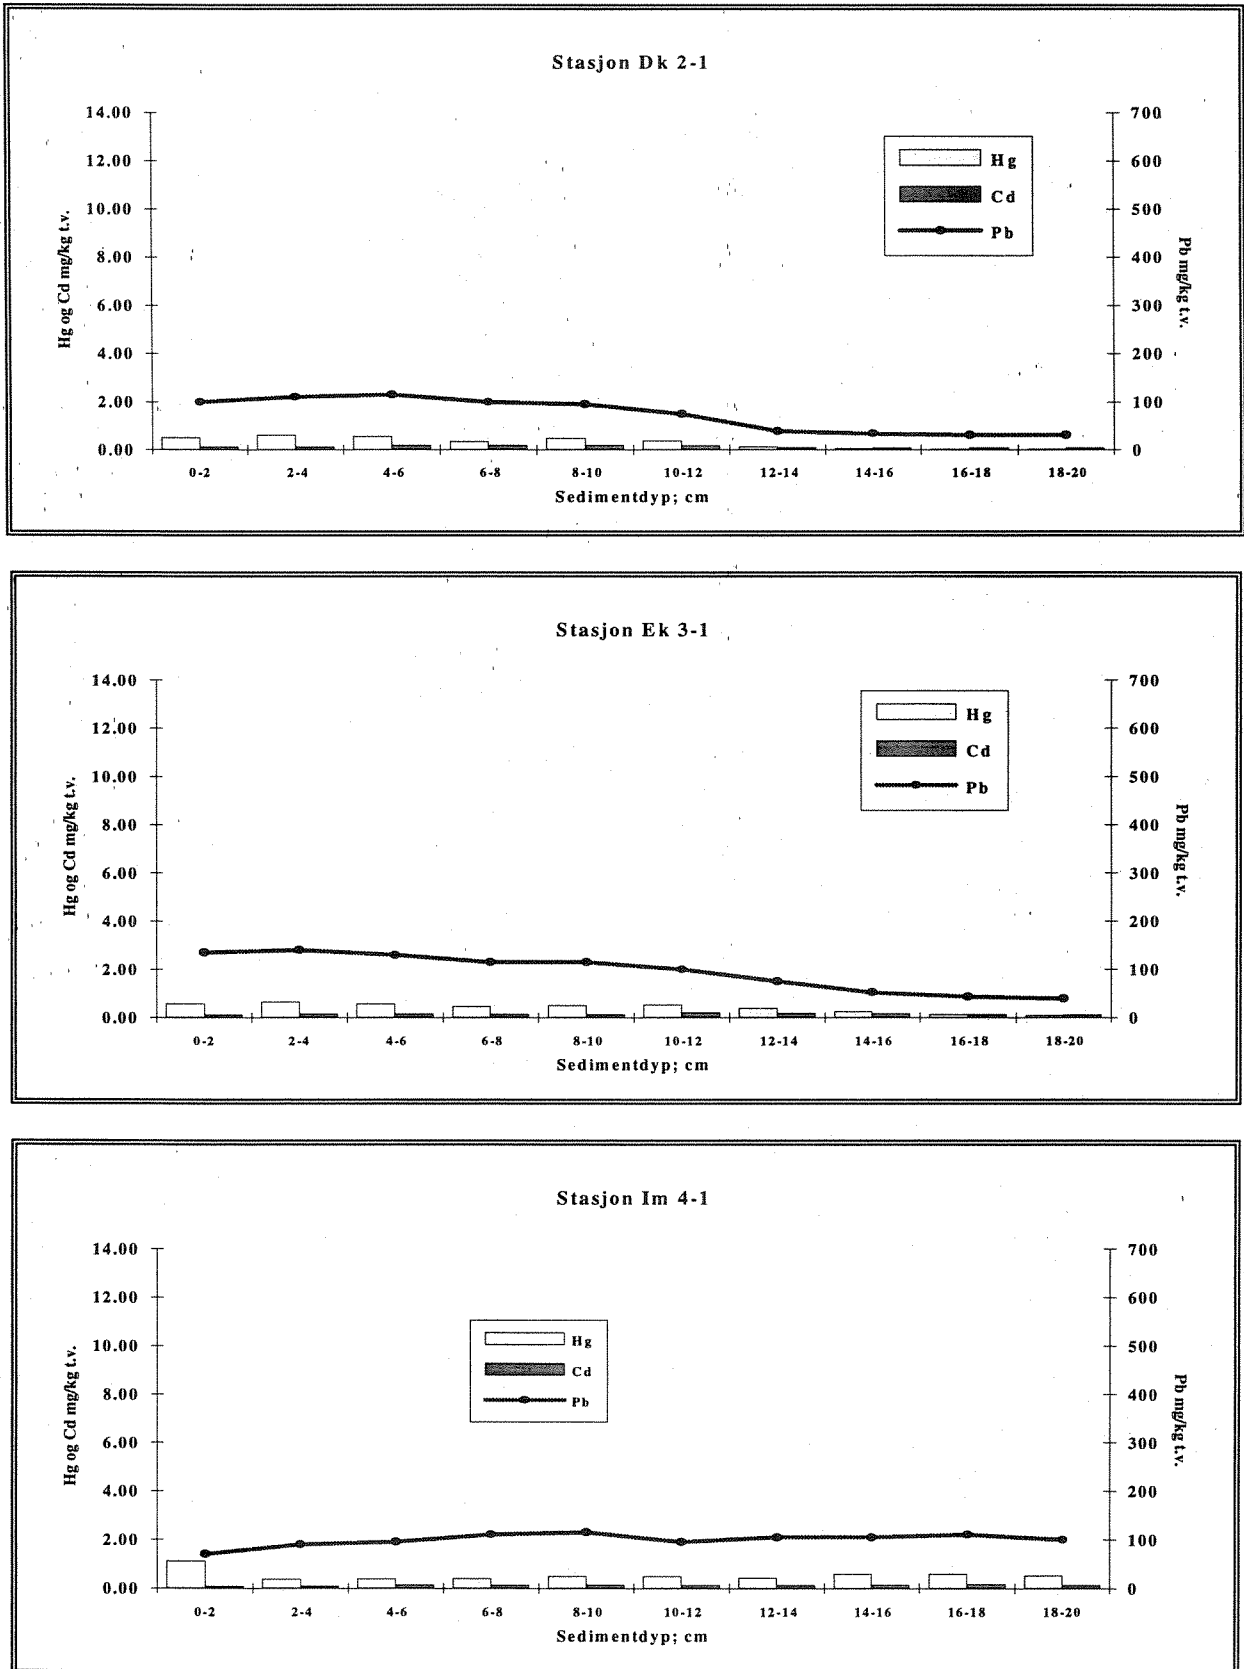 Stasjon Dk 2-1
14.00
12.00
10.00
8.00
6.00
4.00
2.00
0.00
Hg og Cd mg/kg t.v.
700
600
500
400
300
200
100
0
Pb mg/kg t.v.
Hg
Cd
Pb
0-2 2-4 4-6 6-8 8-10 10-12 12-14 14-16 16-18 18-20
Sedimentdyp; cm
Stasjon Ek 3-1
14.00
12.00
10.00
8.00
6.00
4.00
2.00
0.00
Hg og Cd mg/kg t.v.
700
600
500
400
300
200
100
0
Pb mg/kg t.v.
Hg
Cd
Pb
0-2 2-4 4-6 6-8 8-10 10-12 12-14 14-16 16-18 18-20
Sedimentdyp; cm
Stasjon Im 4-1
14.00
12.00
10.00
8.00
6.00
4.00
2.00
0.00
Hg og Cd mg/kg t.v.
700
600
500
400
300
200
100
0
Pb mg/kg t.v.
Hg
Cd
Pb
0-2 2-4 4-6 6-8 8-10 10-12 12-14 14-16 16-18 18-20
Sedimentdyp; cm